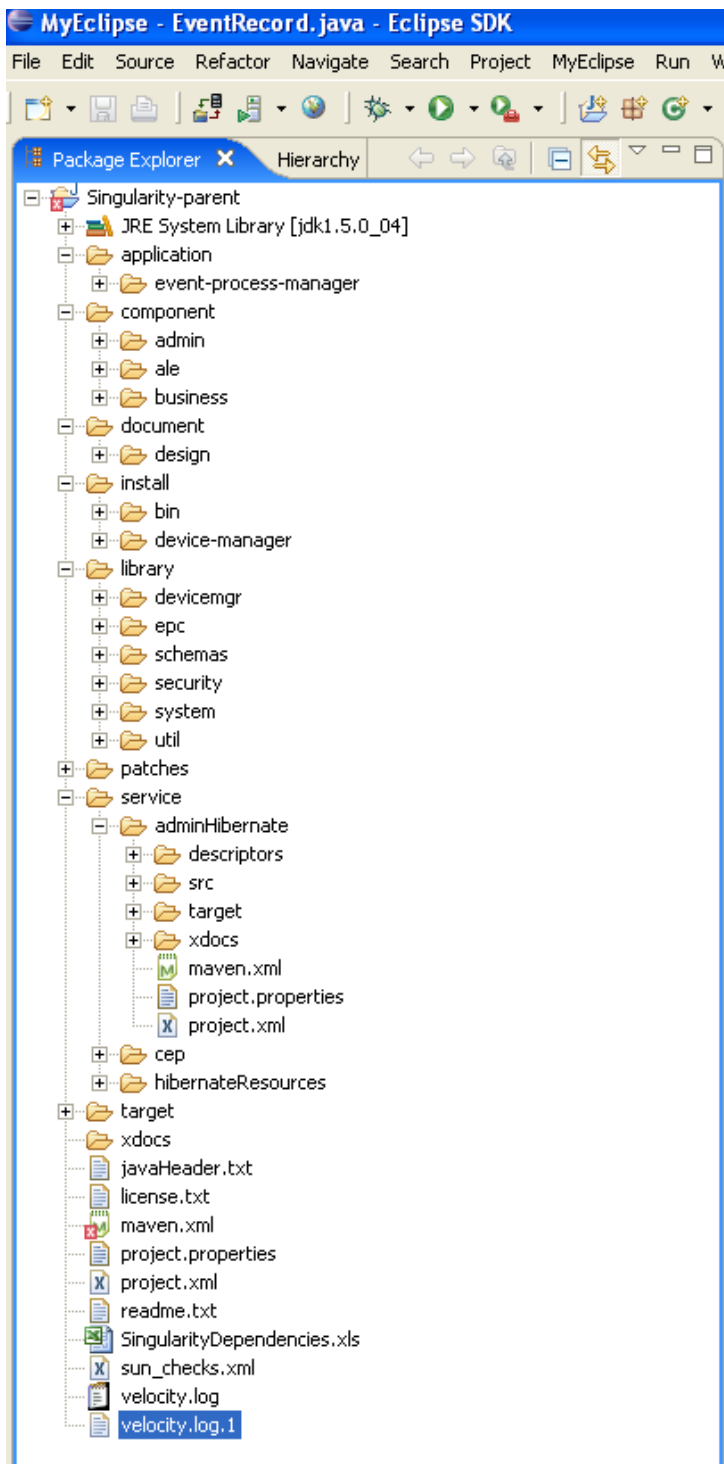 MyEclipse - EventRecord.java - Eclipse SDK
File Edit Source Refactor Navigate Search Project MyEclipse Run
Package Explorer Hierarchy
Singularity-parent
JRE System Library [jdk1.5.0_04]
application
event-process-manager
component
admin
ale
business
document
design
install
bin
device-manager
library
devicemgr
epc
schemas
security
system
util
patches
service
adminHibernate
descriptors
src
target
xdocs
maven.xml
project.properties
project.xml
cep
hibernateResources
target
xdocs
javaHeader.txt
license.txt
maven.xml
project.properties
project.xml
readme.txt
SingularityDependencies.xls
sun_checks.xml
velocity.log
velocity.log.1